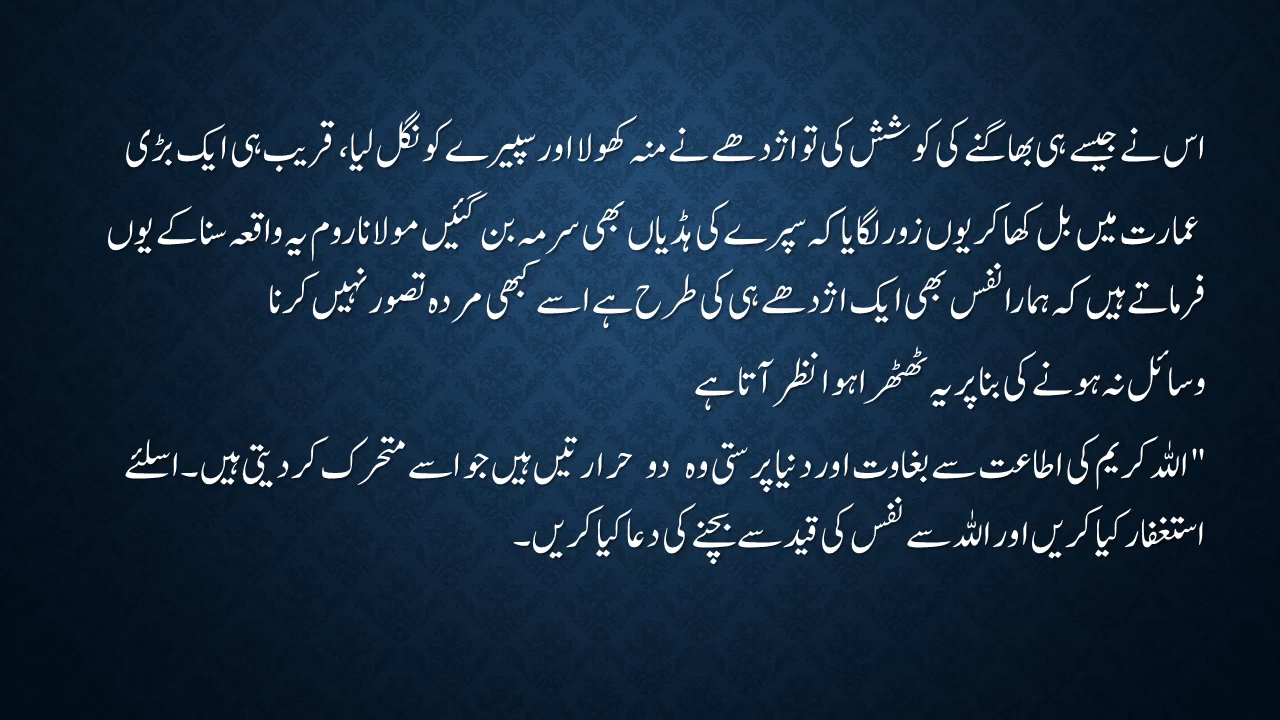 اس نے جیسے ہی بھاگنے کی کوشش کی تو اژدھے نے منہ کھولا اور سپیرے کو نگل لیا، قریب ہی ایک بڑی
عمارت میں بل کھا کر یوں زور لگایا کہ سپرے کی ہڈیاں بھی سرمہ بن گئیں مولانا روم یہ واقعہ سنا کے یوں
فرماتے ہیں کہ ہمارا نفس بھی ایک اژدھے ہی کی طرح ہے اسے کبھی مردہ تصور نہیں کرنا
وسائل نہ ہونے کی بنا پر یہ ٹھٹھرا ہوا نظر آتا ہے
"اللہ کریم کی اطاعت سے بغاوت اور دنیا پرستی وہ دو حرارتیں ہیں جو اسے متحرک کر دیتی ہیں۔ اسلئے
استغفار کیا کریں اور اللہ سے نفس کی قید سے بچنے کی دعا کیا کریں۔